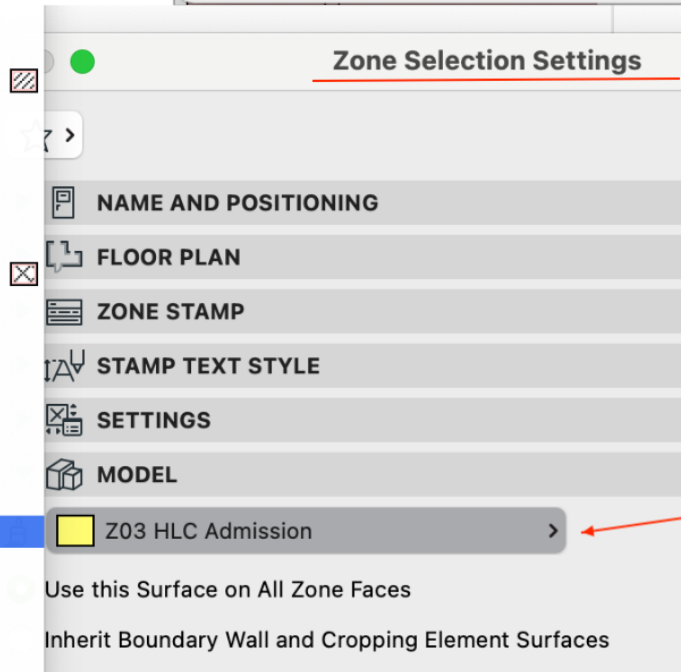 Zone Selection Settings
NAME AND POSITIONING
FLOOR PLAN
ZONE STAMP
STAMP TEXT STYLE
SETTINGS
MODEL
Z03 HLC Admission
Use this Surface on All Zone Faces
Inherit Boundary Wall and Cropping Element Surfaces